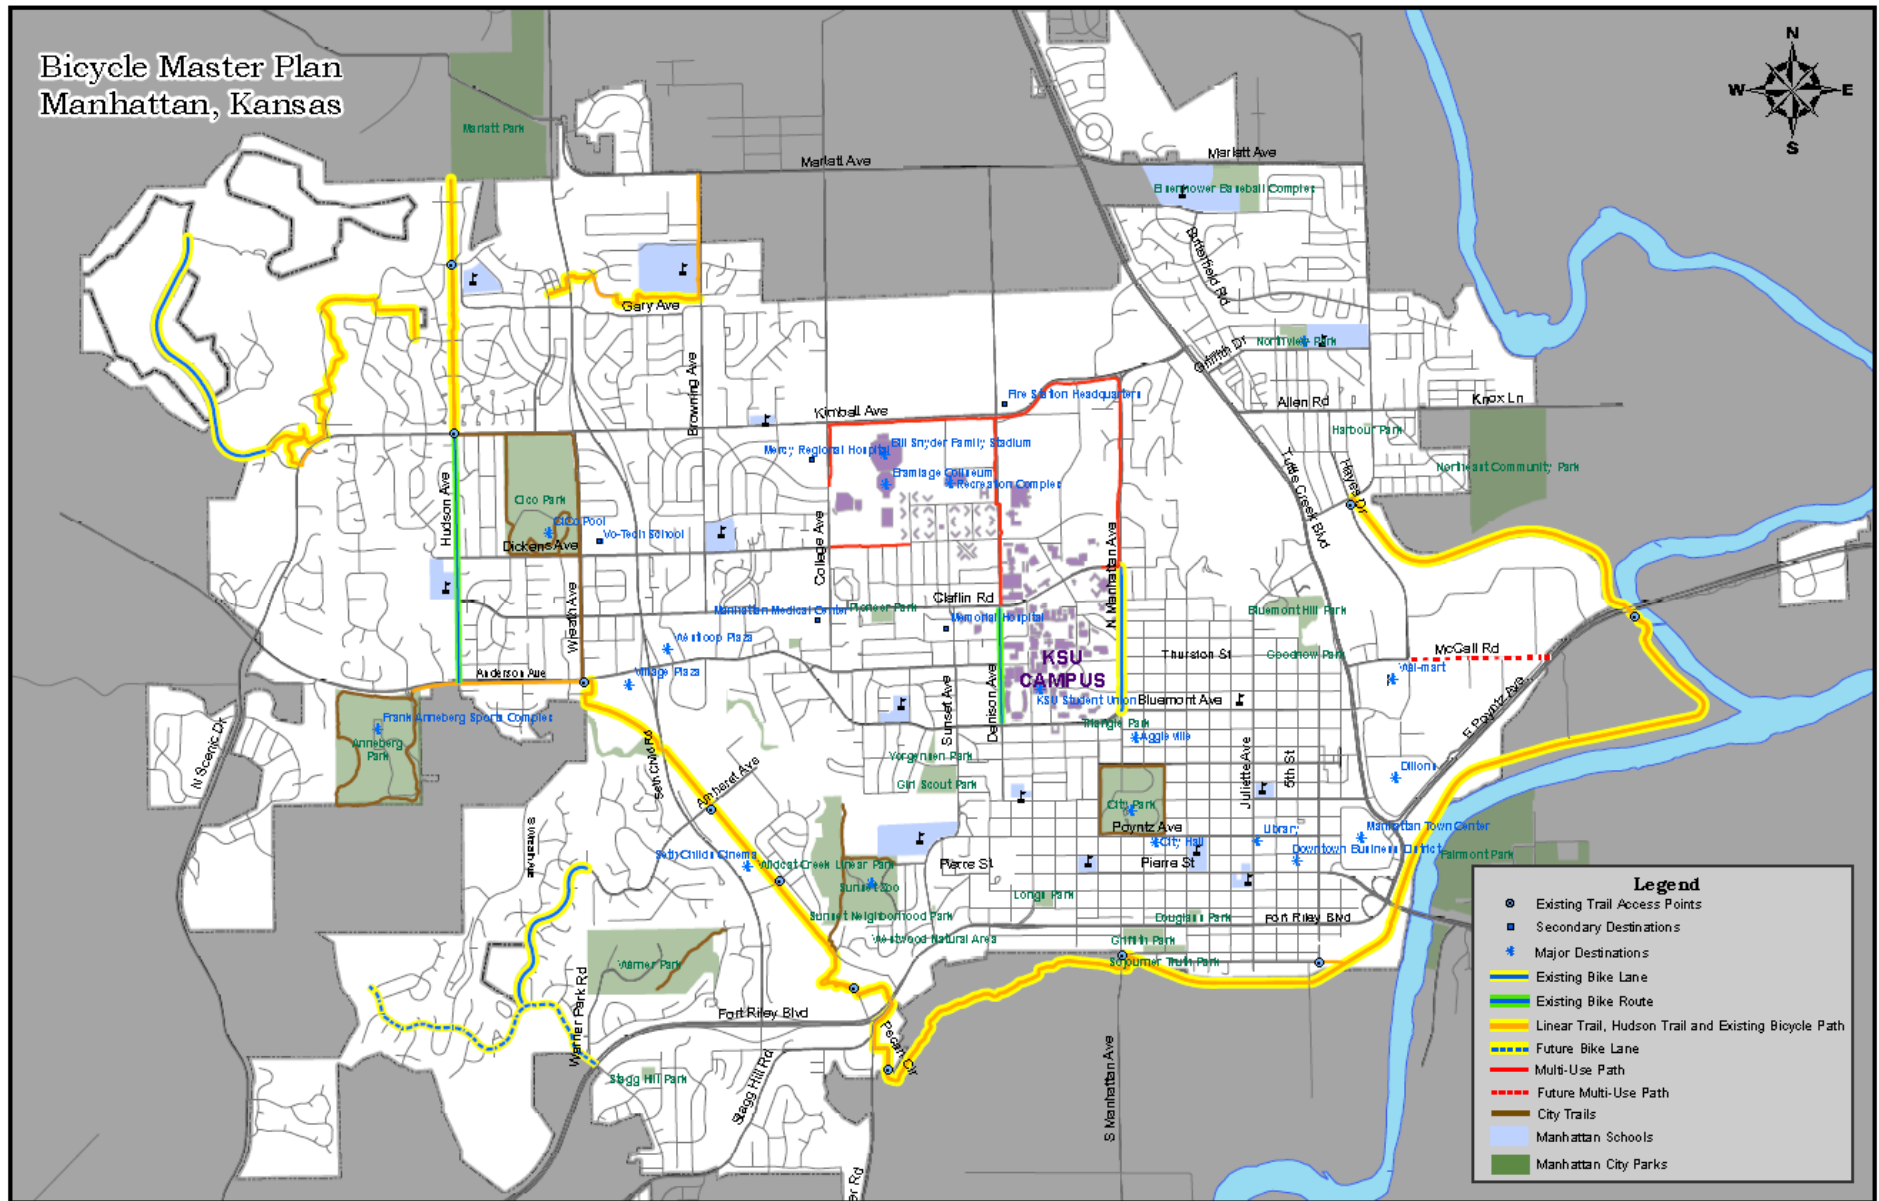 Bicycle Master Plan
Manhattan, Kansas
N
W
E
S
Marlatt Park
Marlatt Ave
Marlatt Ave
Eisenhower Baseball Complex
Butterfield Rd
Gary Ave
Browning Ave
Griffith Dr
Northview Park
Kimball Ave
Fire Station Headquarters
Allen Rd
Knox Ln
Harbour Park
Northeast Community Park
Mercy Regional Hospital
Bill Snyder Family Stadium
Bramlage Coliseum
Recreation Complex
Hudson Ave
Cico Park
CiCo Pool
Vo-Tech School
Dickens Ave
College Ave
N Manhattan Ave
Tuttle Creek Blvd
Hayes Dr
Wreath Ave
Manhattan Medical Center
Pioneer Park
Claflin Rd
Memorial Hospital
Bluemont Hill Park
Westloop Plaza
Village Plaza
Anderson Ave
KSU
CAMPUS
Thurston St
Goodnow Park
McCall Rd
Wal-mart
KSU Student Union
Bluemont Ave
Sunset Ave
Denison Ave
Triangle Park
Aggieville
E Poyntz Ave
Frank Anneberg Sports Complex
Anneberg
Park
N Scenic Dr
Seth Child Rd
Amherst Ave
Girl Scout Park
Juliette Ave
5th St
Dillons
City Park
Poyntz Ave
City Hall
Library
Manhattan Town Center
Downtown Business District
Fairmont Park
Seth Childs Cinema
Wildcat Creek Linear Park
Sunset Zoo
Pierre St
Pierre St
Longs Park
Sunset Neighborhood Park
Douglass Park
Fort Riley Blvd
Westwood Natural Area
Griffith Park
Sojourner Truth Park
Warner Park
Warner Park Rd
Fort Riley Blvd
Pecan Cir
Stagg Hill Park
Stagg Hill Rd
S Manhattan Ave
er Rd
Legend
Existing Trail Access Points
Secondary Destinations
Major Destinations
Existing Bike Lane
Existing Bike Route
Linear Trail, Hudson Trail and Existing Bicycle Path
Future Bike Lane
Multi-Use Path
Future Multi-Use Path
City Trails
Manhattan Schools
Manhattan City Parks